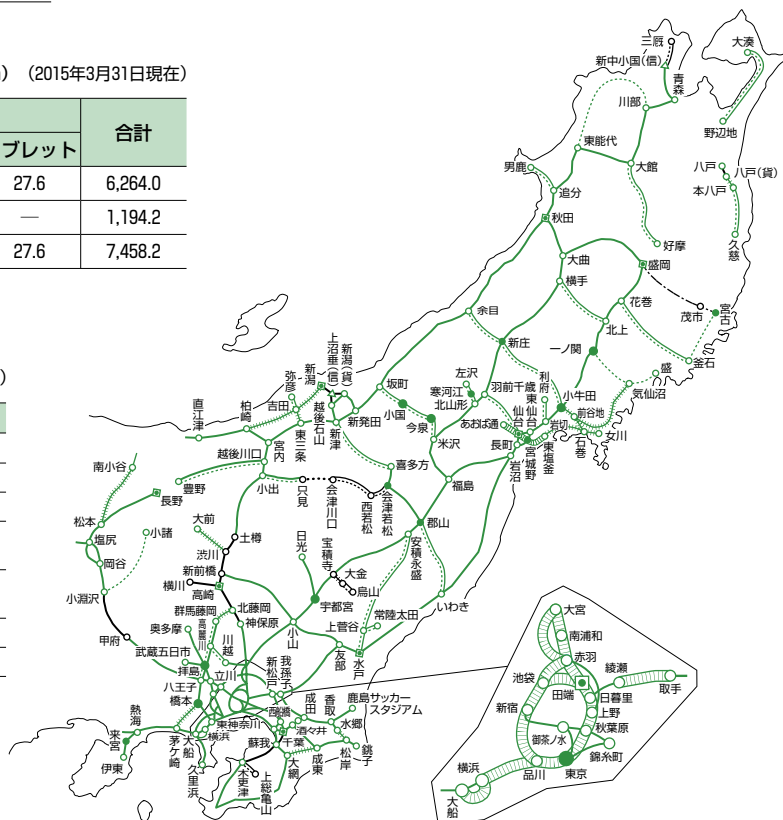 )（2015年3月31日現在）
ブレット
合計
27.6
6,264.0
—
1,194.2
27.6
7,458.2
三厩
大湊
新中小国(信)
青森
川部
野辺地
東能代
大館
八戸
八戸(貨)
本八戸
男鹿
追分
久慈
秋田
好摩
大曲
盛岡
横手
花巻
茂市
宮古
余目
北上
新庄
一ノ関
釜石
盛
気仙沼
上沼垂(信)
新潟(貨)
新潟
弥彦
吉田
柏崎
直江津
越後石山
東三条
新津
新発田
坂町
小国
今泉
米沢
左沢
寒河江
北山形
羽前千歳
利府
東仙台
仙台
あおば通
長町
岩沼
宮城野
東塩釜
岩切
小牛田
前谷地
石巻
女川
宮内
越後川口
小出
只見
会津川口
西若松
会津若松
喜多方
福島
郡山
安積永盛
いわき
南小谷
豊野
長野
松本
塩尻
岡谷
小淵沢
小諸
甲府
大前
土樽
渋川
新前橋
横川
高崎
群馬藤岡
北藤岡
神保原
日光
宝積寺
大金
烏山
宇都宮
小山
常陸太田
上菅谷
水戸
友部
奥多摩
高麗川
川越
武蔵五日市
拝島
立川
八王子
橋本
新松戸
我孫子
西船橋
成田
香取
鹿島サッカースタジアム
水郷
酒々井
千葉
蘇我
成東
松岸
銚子
大網
木更津
上総亀山
東神奈川
横浜
大船
茅ケ崎
久里浜
熱海
来宮
伊東
大宮
南浦和
赤羽
池袋
田端
綾瀬
取手
日暮里
上野
新宿
秋葉原
御茶ノ水
錦糸町
品川
東京
横浜
大船